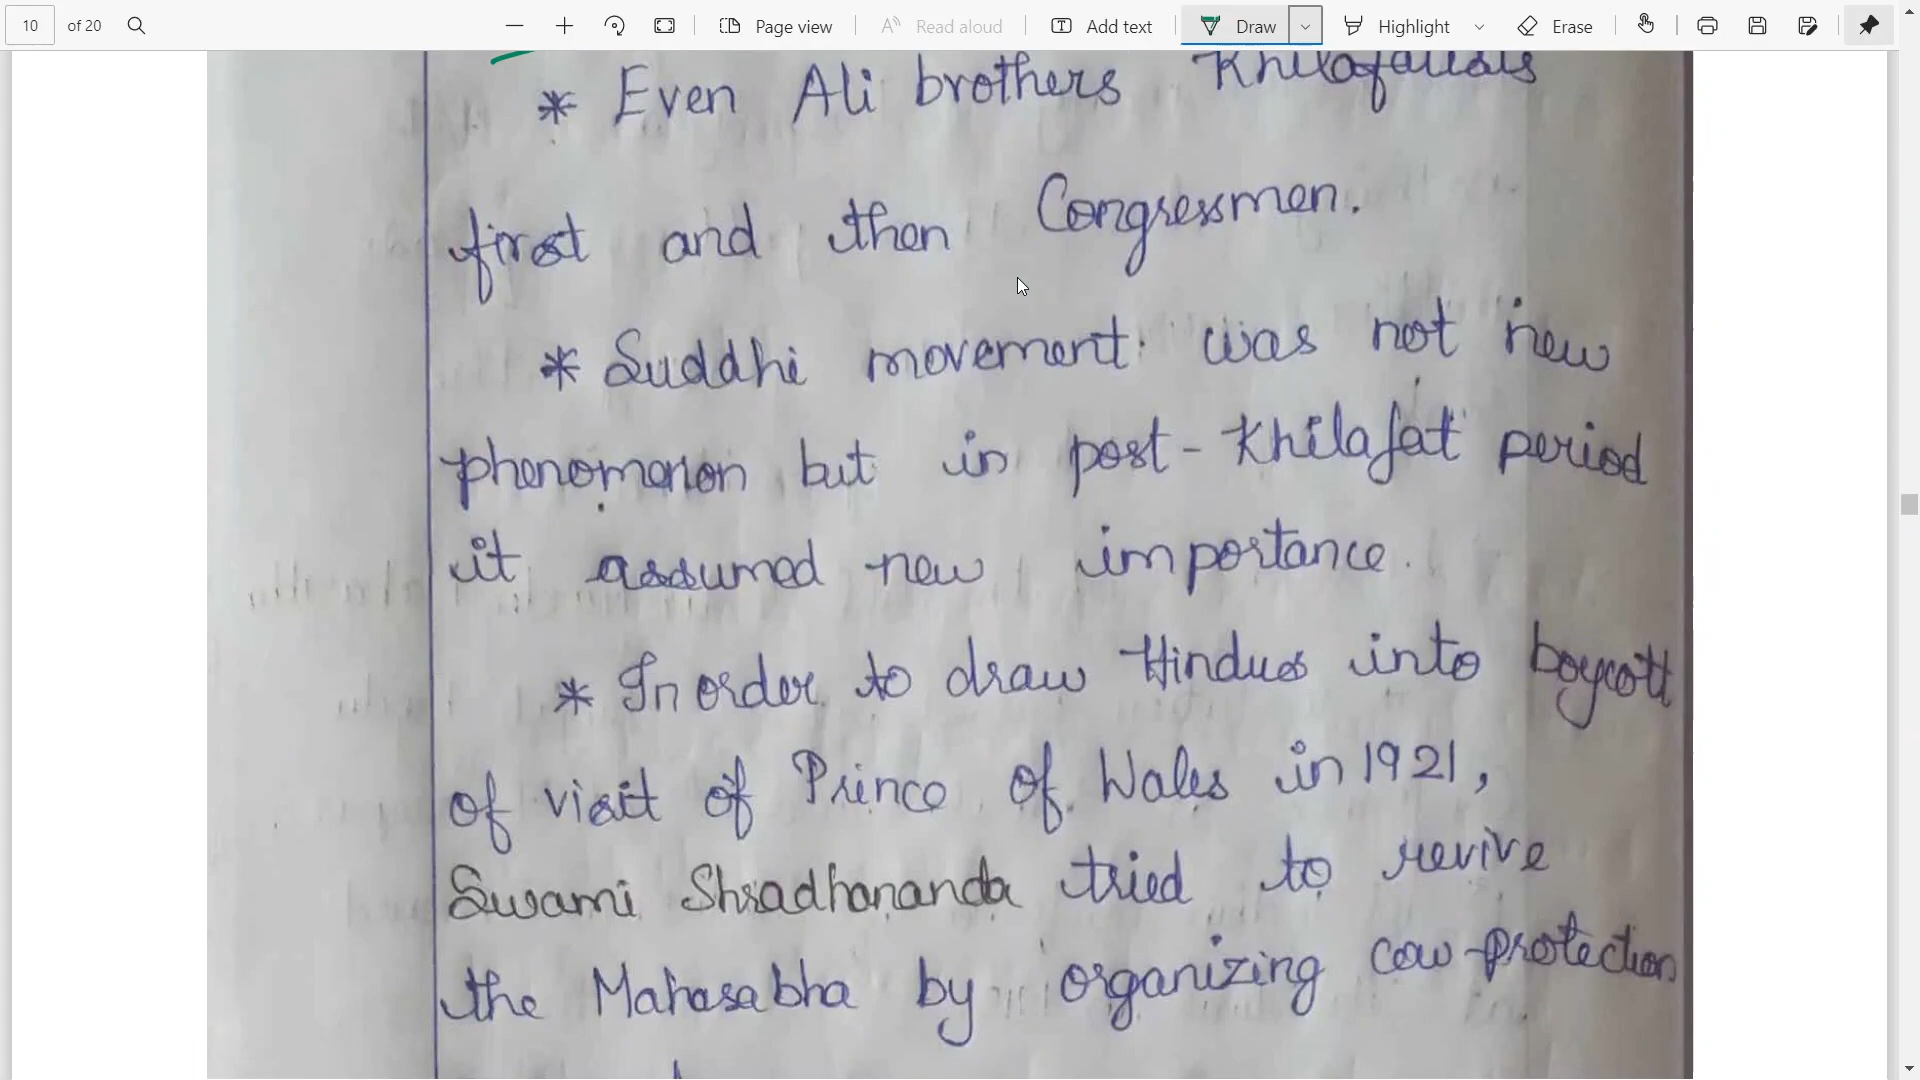 10 of 20 Page view Read aloud Add text Draw Highlight Erase
* Even Ali brothers Khilafatists
first and then Congressmen.
* Suddhi movement was not new
phenomenon but in post-Khilafat period
it assumed new importance.
* In order to draw Hindus into boycott
of visit of Prince of Wales in 1921,
Swami Shradhananda tried to revive
the Mahasabha by organizing cow-protection